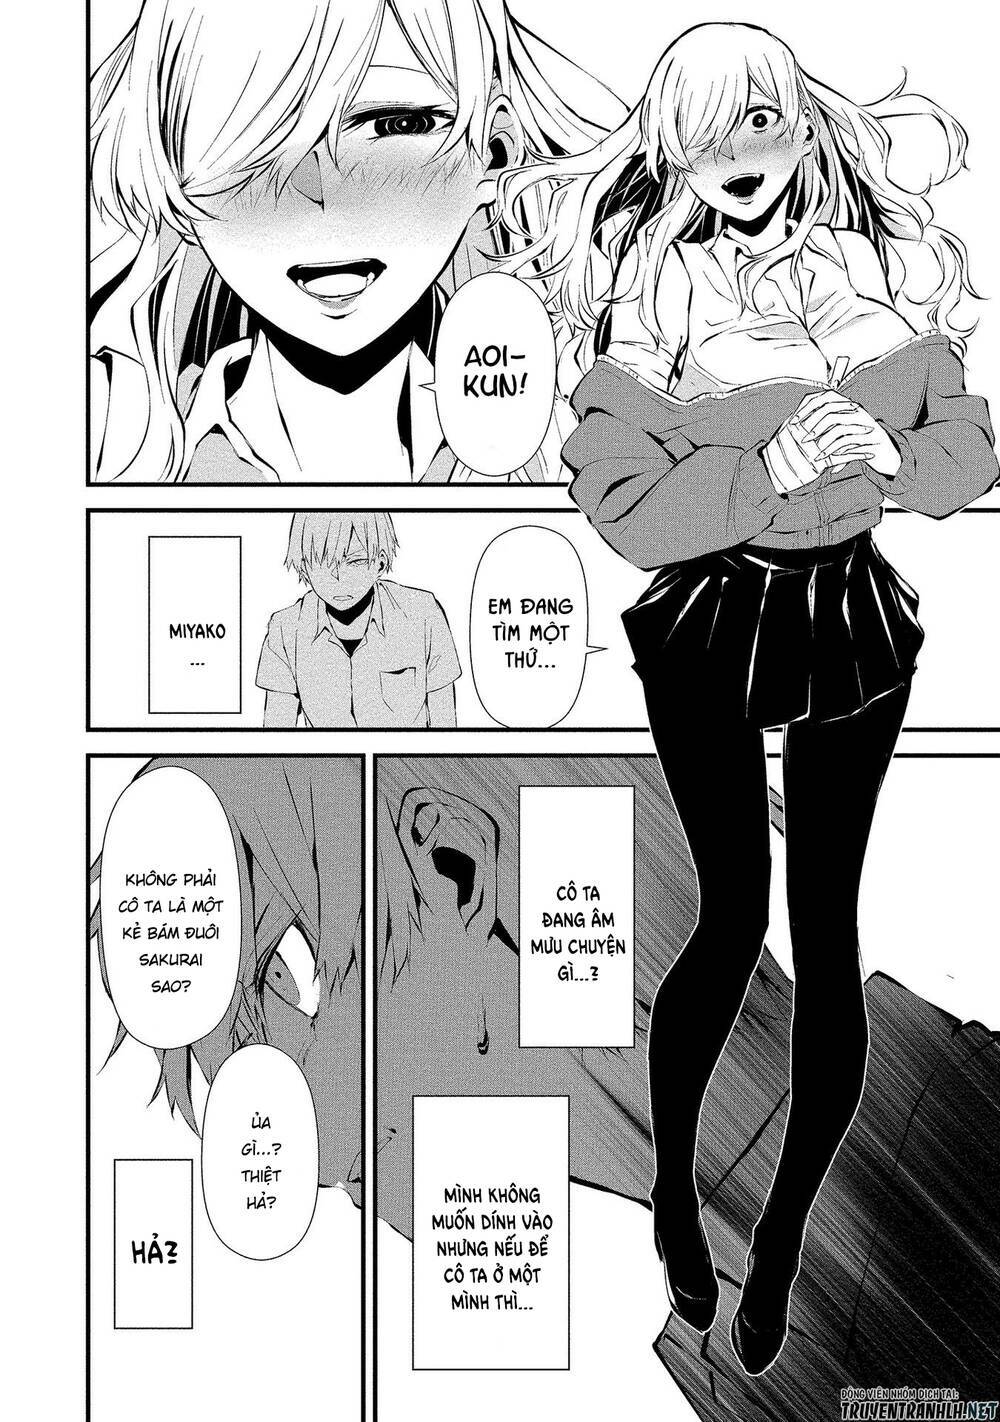 AOI-
KUN!
EM ĐANG
TÌM MỘT
THỨ...
MIYAKO
...
CÔ TA
ĐANG ÂM
MƯU CHUYỆN
GÌ...?
MÌNH KHÔNG
MUỐN DÍNH VÀO
NHƯNG NẾU ĐỂ
CÔ TA Ở MỘT
MÌNH THÌ...
KHÔNG PHẢI
CÔ TA LÀ MỘT
KẺ BÁM ĐUÔI
SAKURAI
SAO?
ỦA
GÌ...?
THIỆT
HẢ?
HẢ?
ĐỘNG VIÊN NHÓM DỊCH TẠI:
TRUYENTRANHLH.NET